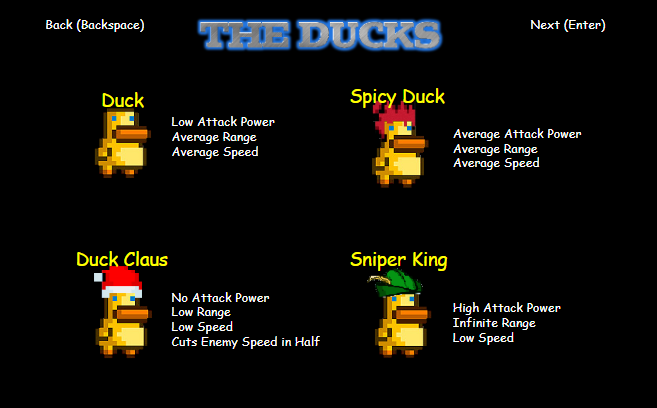 Back (Backspace)
THE DUCKS
Next (Enter)
Duck
Low Attack Power
Average Range
Average Speed
Spicy Duck
Average Attack Power
Average Range
Average Speed
Duck Claus
No Attack Power
Low Range
Low Speed
Cuts Enemy Speed in Half
Sniper King
High Attack Power
Infinite Range
Low Speed